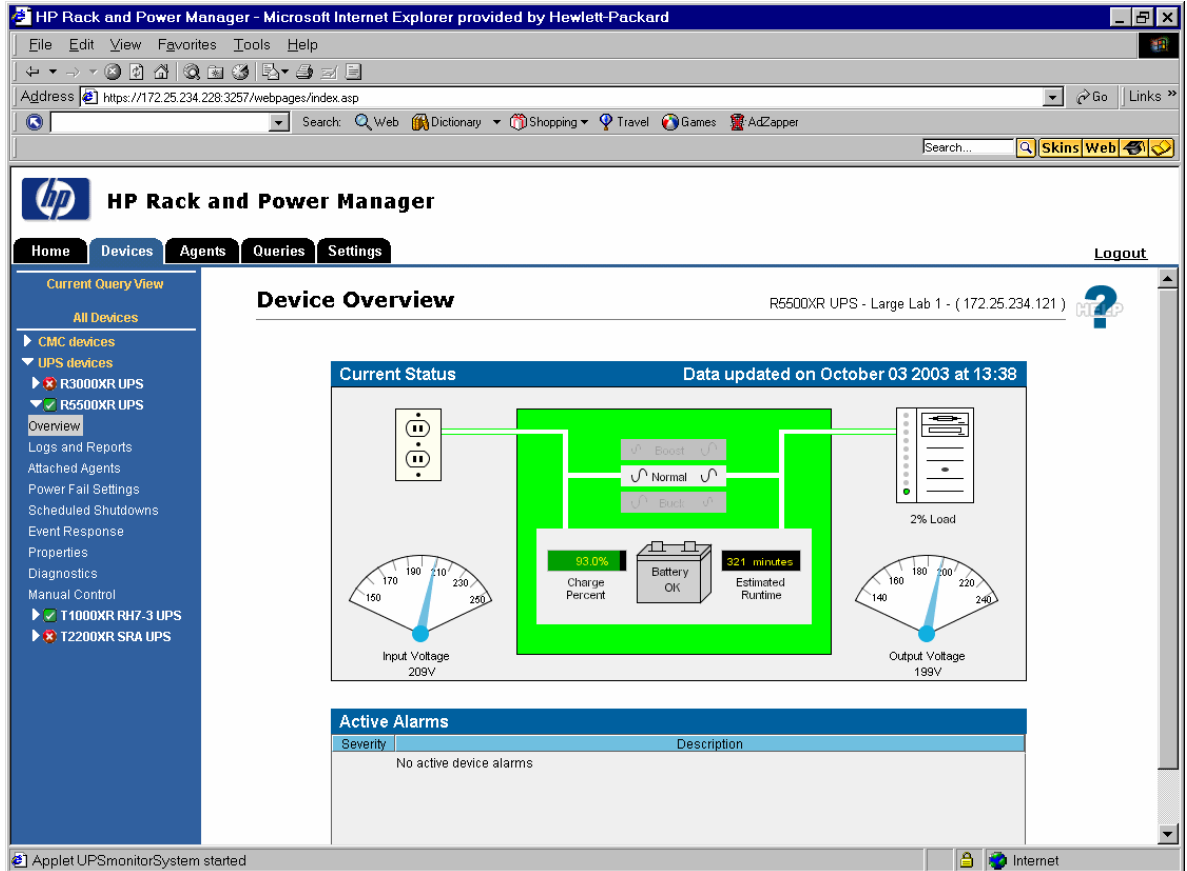 HP Rack and Power Manager - Microsoft Internet Explorer provided by Hewlett-Packard
File Edit View Favorites Tools Help
Address https://172.25.234.228:3257/webpages/index.asp Go Links »
Search: Web Dictionary Shopping Travel Games AdZapper
Search... Skins Web
hp HP Rack and Power Manager
Home Devices Agents Queries Settings Logout
Current Query View
All Devices
CMC devices
UPS devices
R3000XR UPS
R5500XR UPS
Overview
Logs and Reports
Attached Agents
Power Fail Settings
Scheduled Shutdowns
Event Response
Properties
Diagnostics
Manual Control
T1000XR RH7-3 UPS
T2200XR SRA UPS
Device Overview R5500XR UPS - Large Lab 1 - ( 172.25.234.121 ) ? HELP
Current Status Data updated on October 03 2003 at 13:38
Boost
Normal
Buck
2% Load
93.0%
Charge
Percent
Battery
OK
321 minutes
Estimated
Runtime
150 170 190 210 230 250
Input Voltage
209V
140 160 180 200 220 240
Output Voltage
199V
Active Alarms
Severity Description
No active device alarms
Applet UPSmonitorSystem started Internet